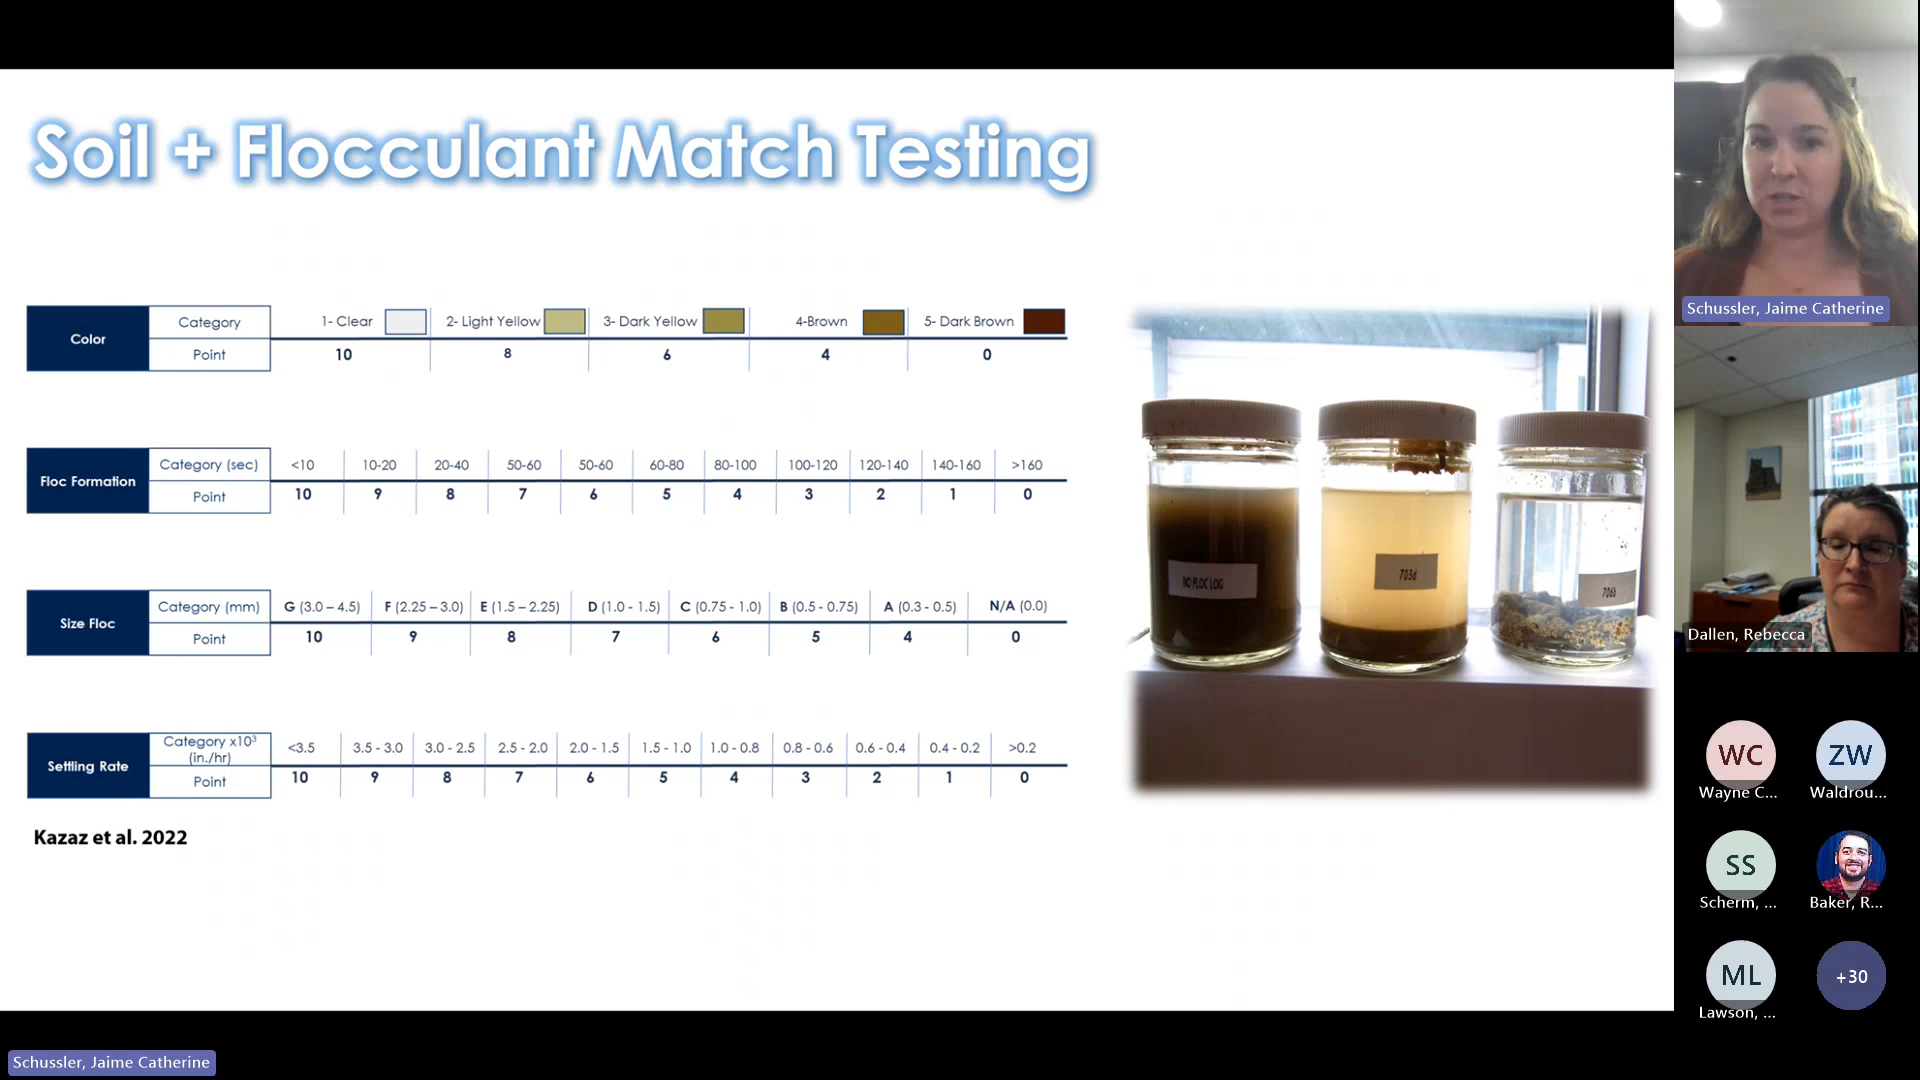 Soil + Flocculant Match Testing
Color
Category
1- Clear
2- Light Yellow
3- Dark Yellow
4-Brown
5- Dark Brown
Point
10
8
6
4
0
Floc Formation
Category (sec)
<10
10-20
20-40
50-60
50-60
60-80
80-100
100-120
120-140
140-160
>160
Point
10
9
8
7
6
5
4
3
2
1
0
Size Floc
Category (mm)
G (3.0 – 4.5)
F (2.25 – 3.0)
E (1.5 – 2.25)
D (1.0 - 1.5)
C (0.75 - 1.0)
B (0.5 - 0.75)
A (0.3 - 0.5)
N/A (0.0)
Point
10
9
8
7
6
5
4
0
Settling Rate
Category x10³
(in./hr)
<3.5
3.5 - 3.0
3.0 - 2.5
2.5 - 2.0
2.0 - 1.5
1.5 - 1.0
1.0 - 0.8
0.8 - 0.6
0.6 - 0.4
0.4 - 0.2
>0.2
Point
10
9
8
7
6
5
4
3
2
1
0
Kazaz et al. 2022
NO FLOC LOG
703d
Schussler, Jaime Catherine
Dallen, Rebecca
WC
Wayne C...
ZW
Waldrou...
SS
Scherm, ...
Baker, R...
ML
Lawson, ...
+30
Schussler, Jaime Catherine